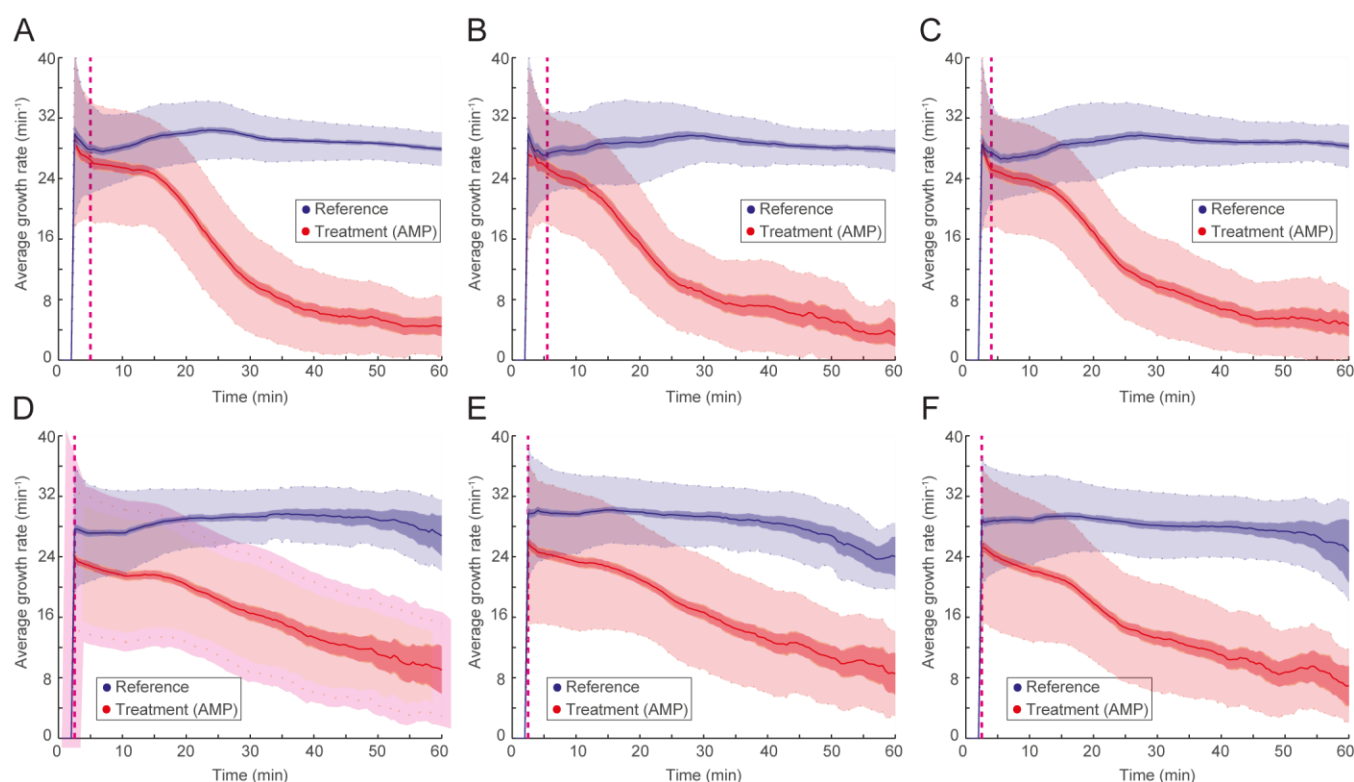 A
B
C
Average growth rate (min⁻¹)
40
32
24
16
8
0
Reference
Treatment (AMP)
0 10 20 30 40 50 60
Time (min)
Average growth rate (min⁻¹)
40
32
24
16
8
0
Reference
Treatment (AMP)
0 10 20 30 40 50 60
Time (min)
Average growth rate (min⁻¹)
40
32
24
16
8
0
Reference
Treatment (AMP)
0 10 20 30 40 50 60
Time (min)
D
E
F
Average growth rate (min⁻¹)
40
32
24
16
8
0
Reference
Treatment (AMP)
0 10 20 30 40 50 60
Time (min)
Average growth rate (min⁻¹)
40
32
24
16
8
0
Reference
Treatment (AMP)
0 10 20 30 40 50 60
Time (min)
Average growth rate (min⁻¹)
40
32
24
16
8
0
Reference
Treatment (AMP)
0 10 20 30 40 50 60
Time (min)